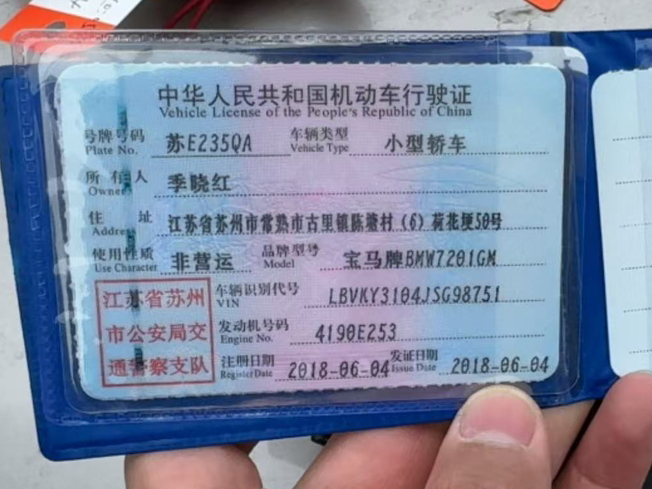 中华人民共和国机动车行驶证
Vehicle License of the People's Republic of China
号牌号码 苏E235QA 车辆类型 小型轿车
Plate No. Vehicle Type
所有人 季晓红
Owner
住址 江苏省苏州市常熟市古里镇陈塘村(6)荷花埂50号
Address
使用性质 非营运 品牌型号 宝马牌BMW7201GM
Use Character Model
江苏省苏州
市公安局交
通警察支队
车辆识别代号 LBVKY3104JSG98751
VIN
发动机号码 4190E253
Engine No.
注册日期 2018-06-04 发证日期 2018-06-04
Register Date Issue Date